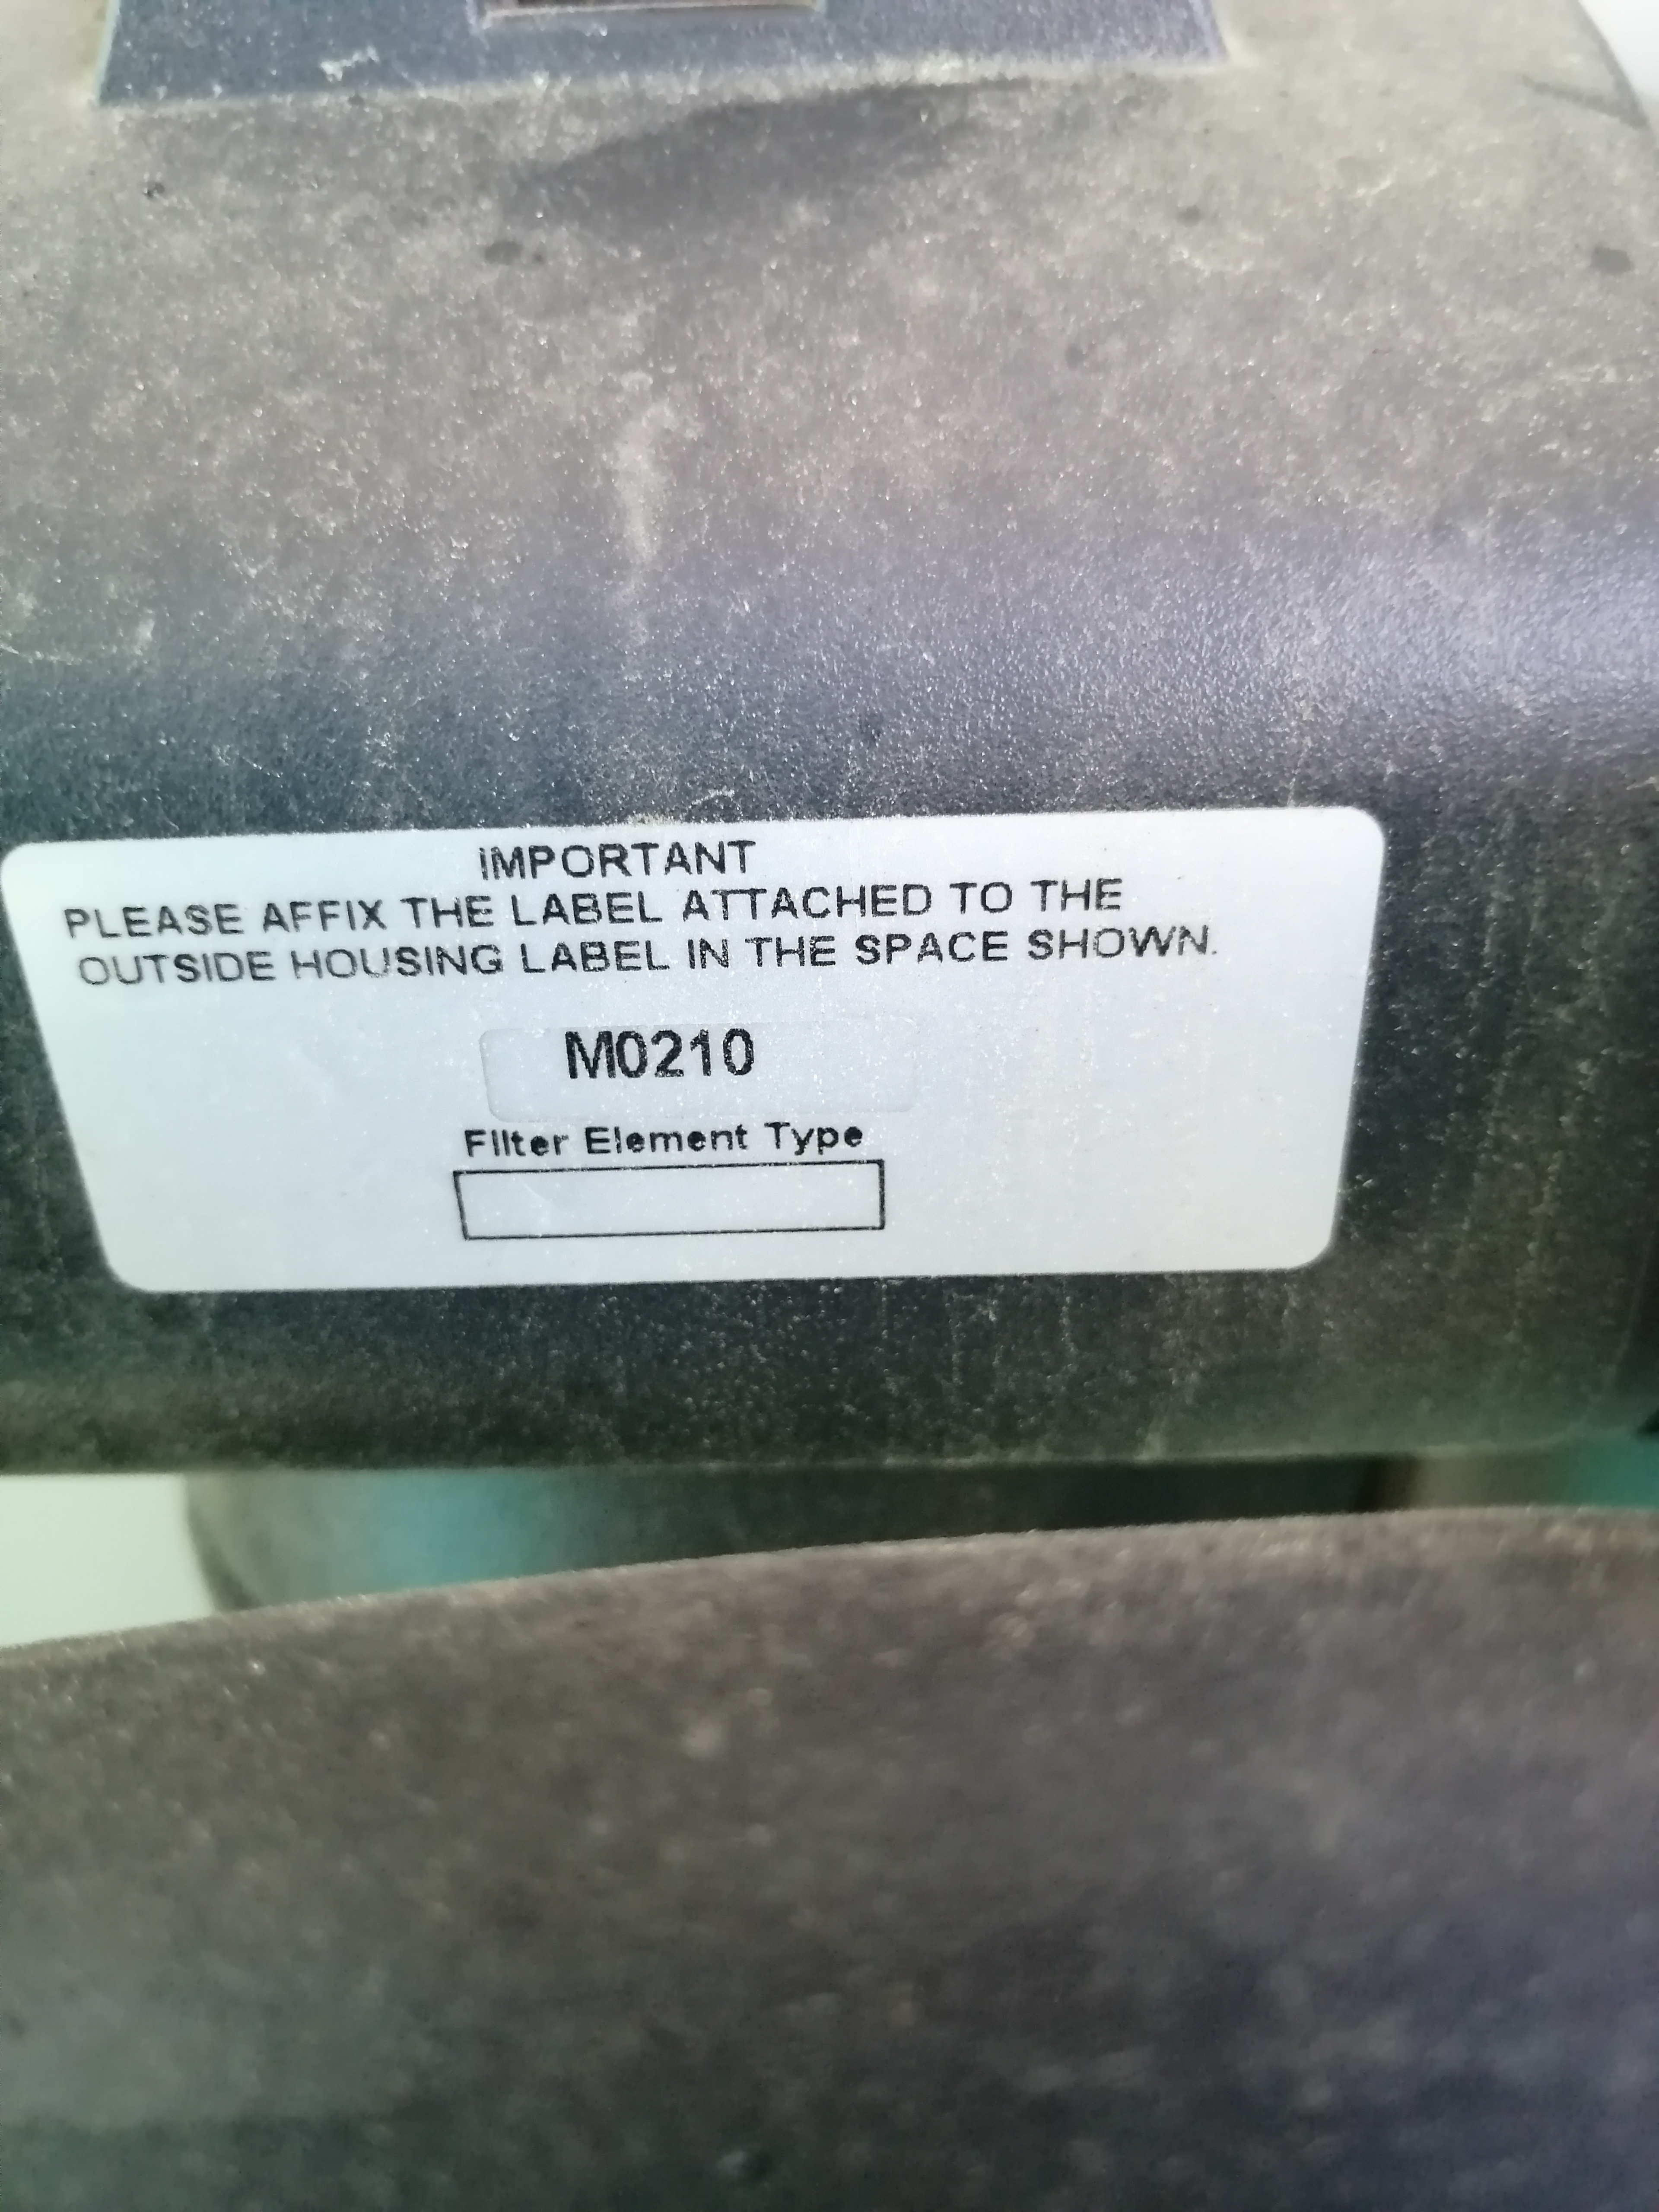 IMPORTANT
PLEASE AFFIX THE LABEL ATTACHED TO THE
OUTSIDE HOUSING LABEL IN THE SPACE SHOWN.
M0210
Filter Element Type